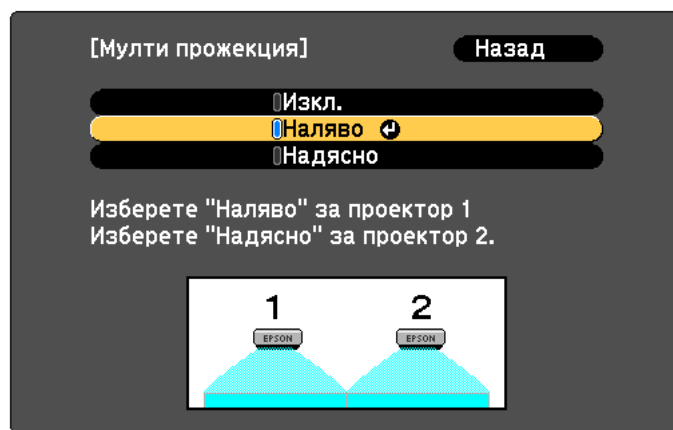 [Мулти прожекция]
Назад
Изкл.
Наляво
Надясно
Изберете "Наляво" за проектор 1
Изберете "Надясно" за проектор 2.
1 2
EPSON EPSON